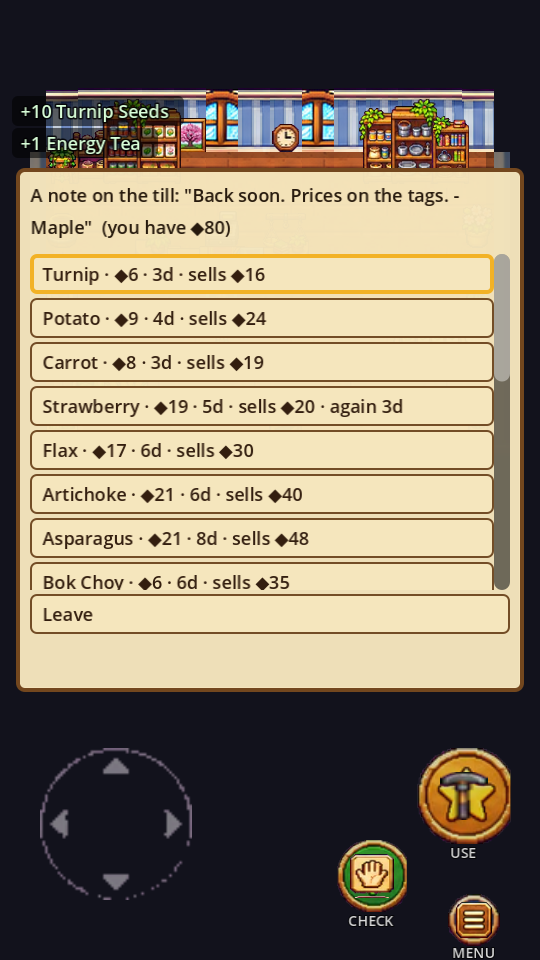 +10 Turnip Seeds
+1 Energy Tea
A note on the till: "Back soon. Prices on the tags. -
Maple"  (you have ◆80)
Turnip · ◆6 · 3d · sells ◆16
Potato · ◆9 · 4d · sells ◆24
Carrot · ◆8 · 3d · sells ◆19
Strawberry · ◆19 · 5d · sells ◆20 · again 3d
Flax · ◆17 · 6d · sells ◆30
Artichoke · ◆21 · 6d · sells ◆40
Asparagus · ◆21 · 8d · sells ◆48
Bok Choy · ◆6 · 6d · sells ◆35
Leave
USE
CHECK
MENU